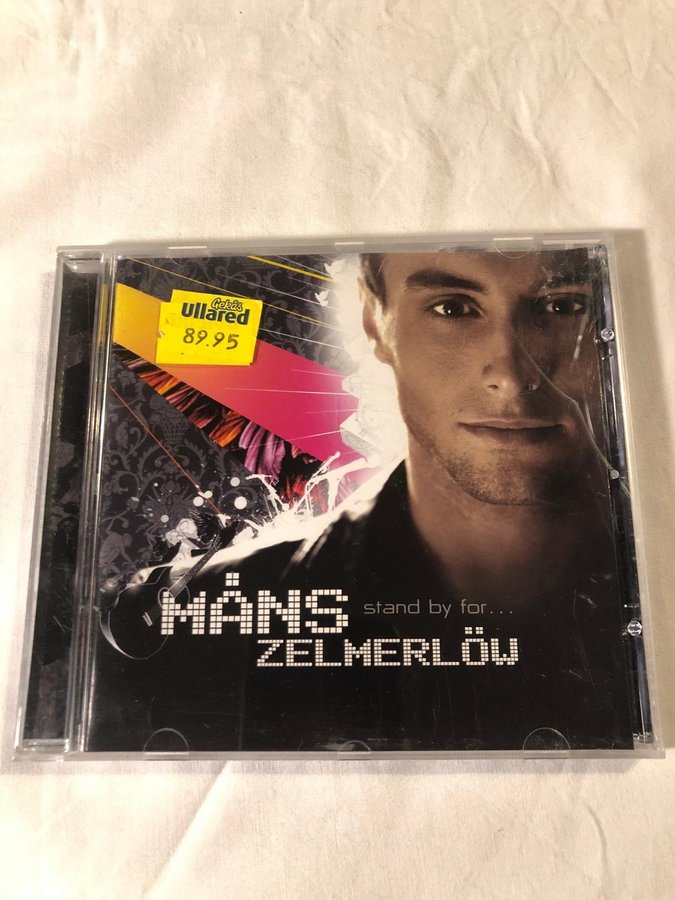 Gekås
Ullared
89.95
MÅNS stand by for...
ZELMERLÖW